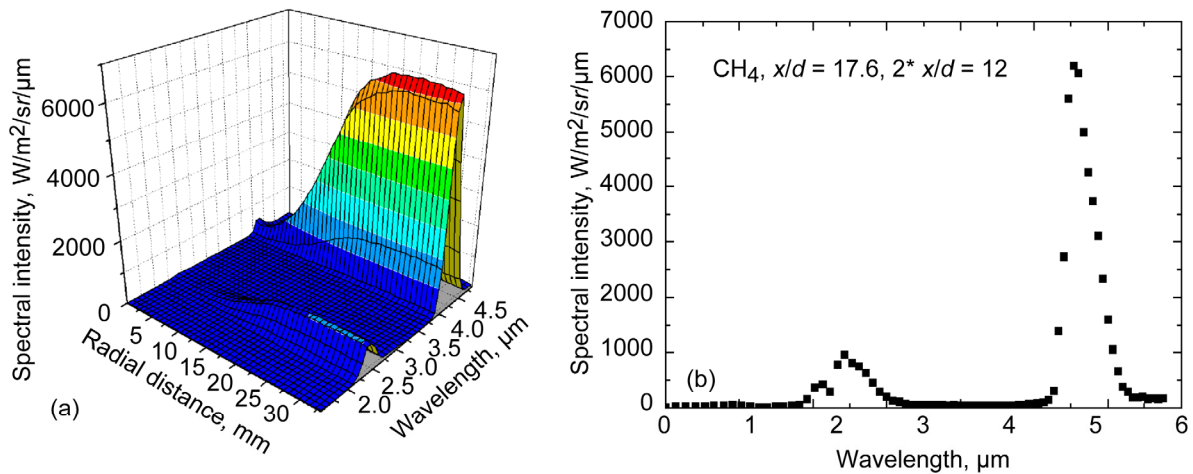 Spectral intensity, W/m²/sr/µm
6000
4000
2000
0
5
10
15
20
25
30
Radial distance, mm
2.0
2.5
3.0
3.5
4.0
4.5
Wavelength, µm
(a)
Spectral intensity, W/m²/sr/µm
7000
6000
5000
4000
3000
2000
1000
0
CH₄, x/d = 17.6, 2* x/d = 12
(b)
0 1 2 3 4 5 6
Wavelength, µm